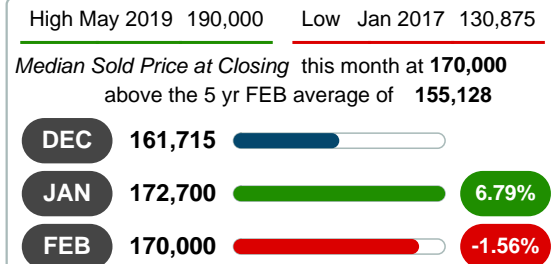 High May 2019 190,000 Low Jan 2017 130,875
Median Sold Price at Closing this month at 170,000
above the 5 yr FEB average of 155,128
DEC 161,715
JAN 172,700 6.79%
FEB 170,000 -1.56%